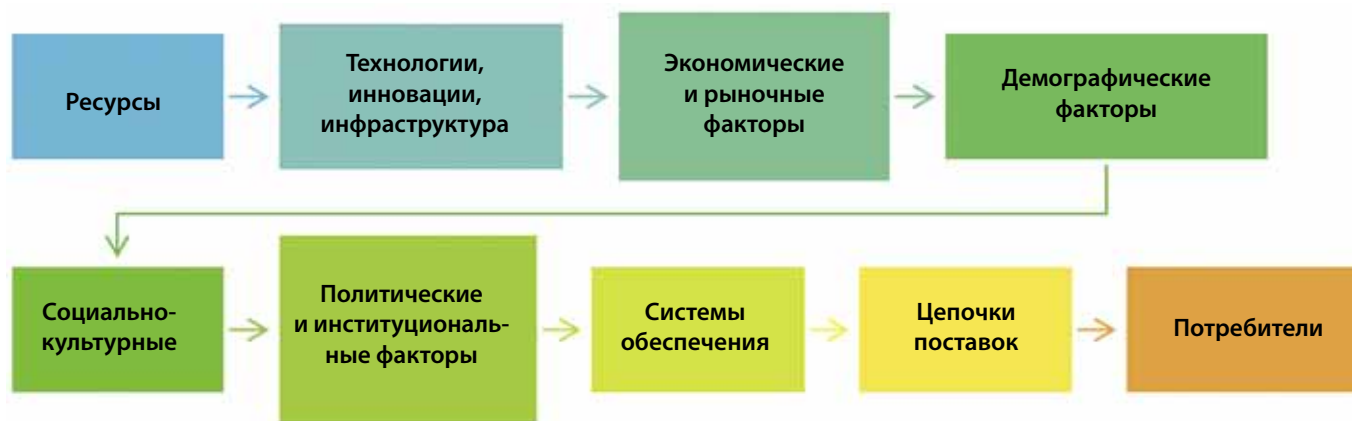 Ресурсы
Технологии,
инновации,
инфраструктура
Экономические
и рыночные
факторы
Демографические
факторы
Социально-
культурные
Политические
и институциональ-
ные факторы
Системы
обеспечения
Цепочки
поставок
Потребители